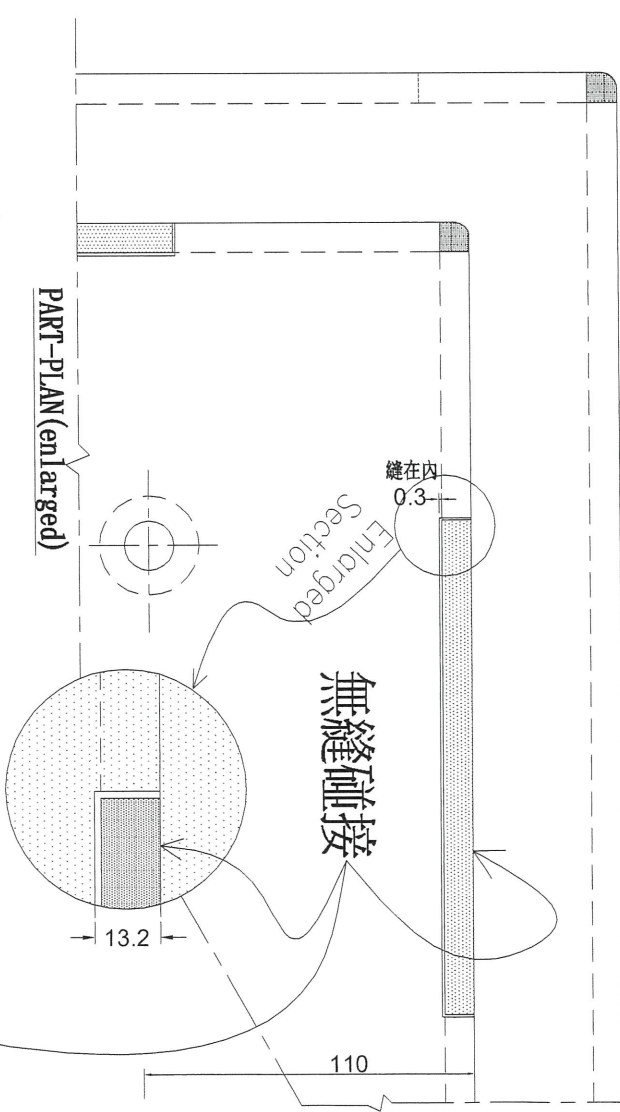 縫在內
0.3
Enlarged
Section
PART-PLAN(enlarged)
無縫碰接
13.2
110